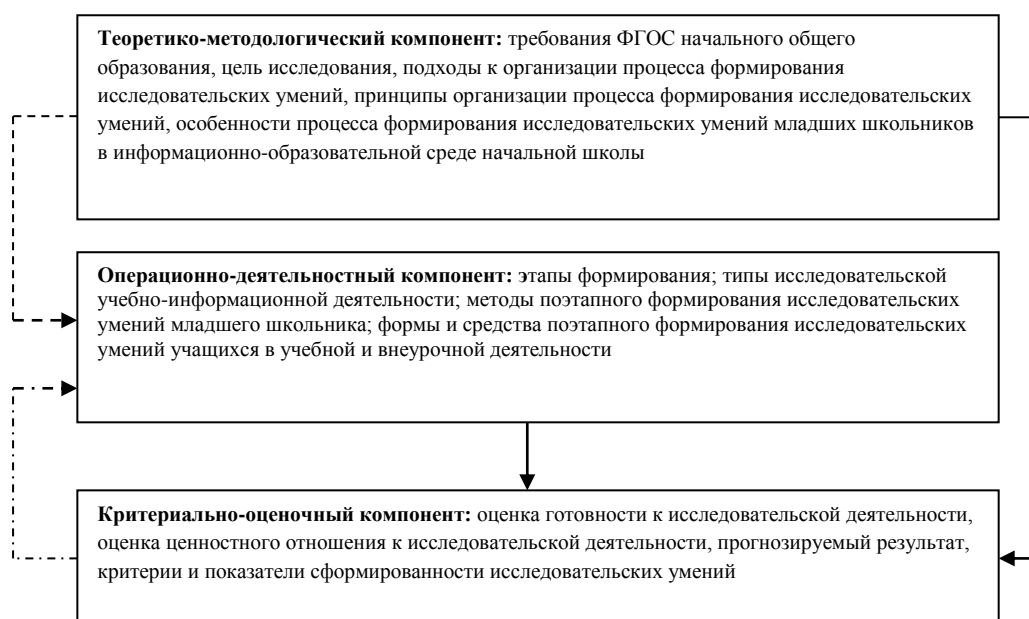 Теоретико-методологический компонент: требования ФГОС начального общего
образования, цель исследования, подходы к организации процесса формирования
исследовательских умений, принципы организации процесса формирования исследовательских
умений, особенности процесса формирования исследовательских умений младших школьников
в информационно-образовательной среде начальной школы
Операционно-деятельностный компонент: этапы формирования; типы исследовательской
учебно-информационной деятельности; методы поэтапного формирования исследовательских
умений младшего школьника; формы и средства поэтапного формирования исследовательских
умений учащихся в учебной и внеурочной деятельности
Критериально-оценочный компонент: оценка готовности к исследовательской деятельности,
оценка ценностного отношения к исследовательской деятельности, прогнозируемый результат,
критерии и показатели сформированности исследовательских умений